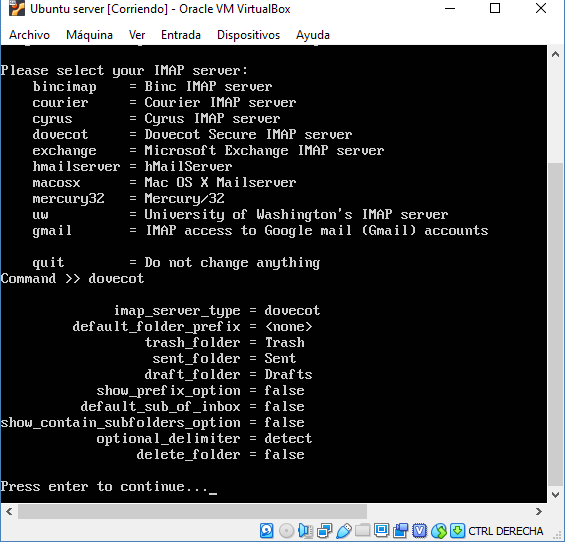 Ubuntu server [Corriendo] - Oracle VM VirtualBox
Archivo Máquina Ver Entrada Dispositivos Ayuda
Please select your IMAP server:
bincimap = Binc IMAP server
courier = Courier IMAP server
cyrus = Cyrus IMAP server
dovecot = Dovecot Secure IMAP server
exchange = Microsoft Exchange IMAP server
hmailserver = hMailServer
macosx = Mac OS X Mailserver
mercury32 = Mercury/32
uw = University of Washington's IMAP server
gmail = IMAP access to Google mail (Gmail) accounts
quit = Do not change anything
Command >> dovecot
imap_server_type = dovecot
default_folder_prefix = <none>
trash_folder = Trash
sent_folder = Sent
draft_folder = Drafts
show_prefix_option = false
default_sub_of_inbox = false
show_contain_subfolders_option = false
optional_delimiter = detect
delete_folder = false
Press enter to continue..._
CTRL DERECHA